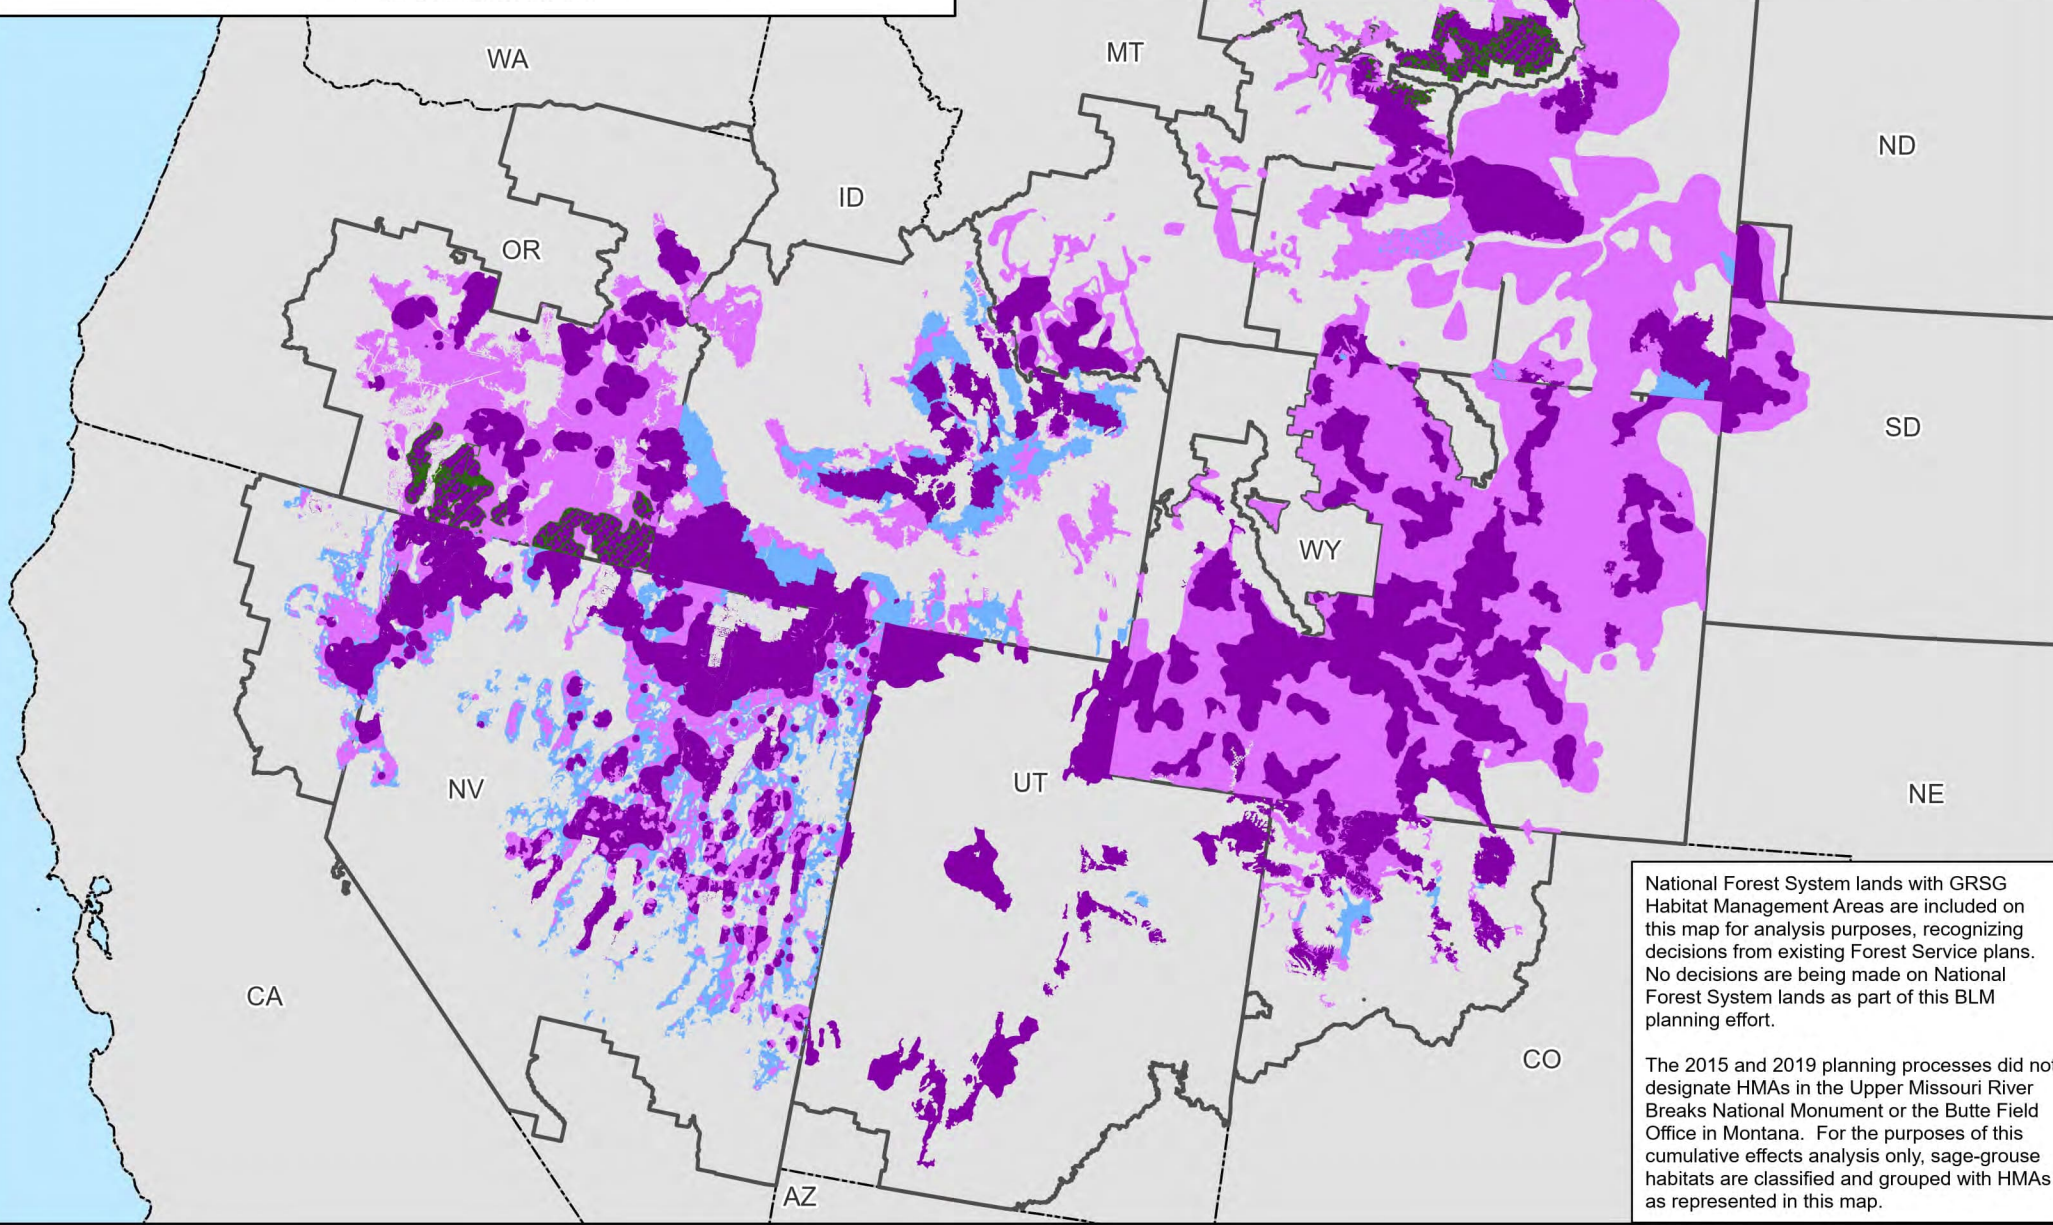 WA
MT
ND
ID
OR
SD
WY
NV
UT
NE
CA
CO
AZ
National Forest System lands with GRSG
Habitat Management Areas are included on
this map for analysis purposes, recognizing
decisions from existing Forest Service plans.
No decisions are being made on National
Forest System lands as part of this BLM
planning effort.
The 2015 and 2019 planning processes did not
designate HMAs in the Upper Missouri River
Breaks National Monument or the Butte Field
Office in Montana. For the purposes of this
cumulative effects analysis only, sage-grouse
habitats are classified and grouped with HMAs
as represented in this map.